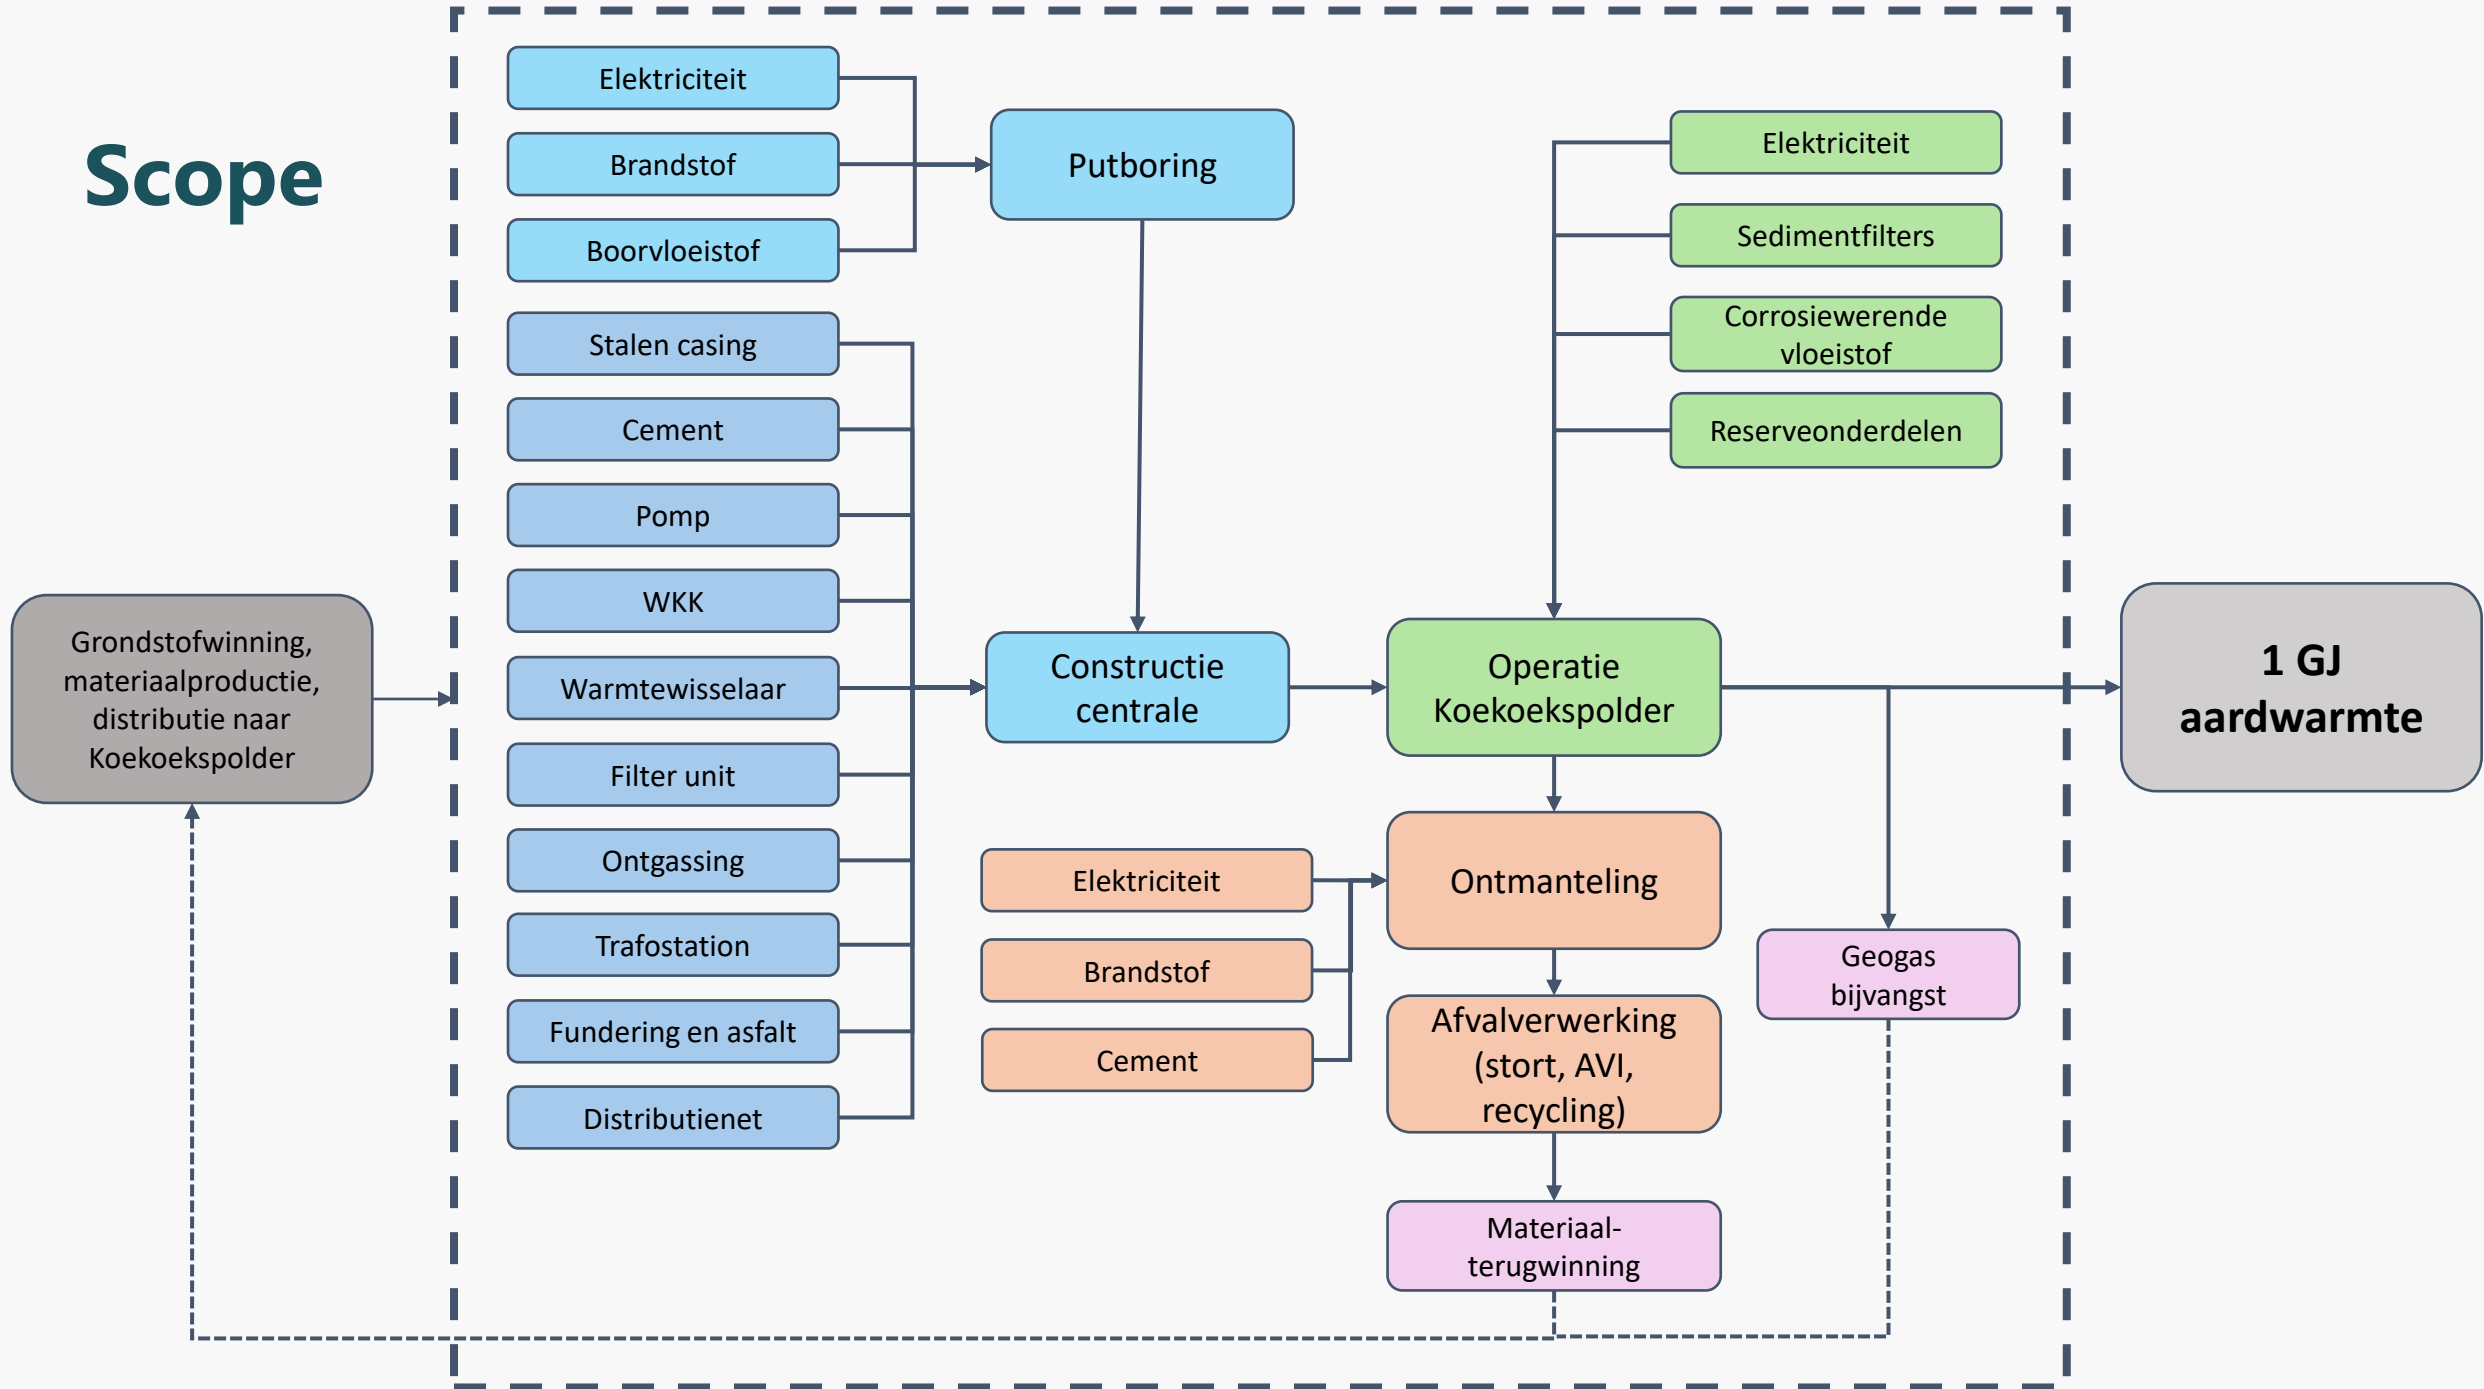 Scope
Elektriciteit
Brandstof
Boorvloeistof
Putboring
Stalen casing
Cement
Pomp
WKK
Warmtewisselaar
Filter unit
Ontgassing
Trafostation
Fundering en asfalt
Distributienet
Grondstofwinning,
materiaalproductie,
distributie naar
Koekoekspolder
Constructie
centrale
Elektriciteit
Sedimentfilters
Corrosiewerende
vloeistof
Reserveonderdelen
Operatie
Koekoekspolder
Elektriciteit
Brandstof
Cement
Ontmanteling
Afvalverwerking
(stort, AVI,
recycling)
Materiaal-
terugwinning
Geogas
bijvangst
1 GJ
aardwarmte